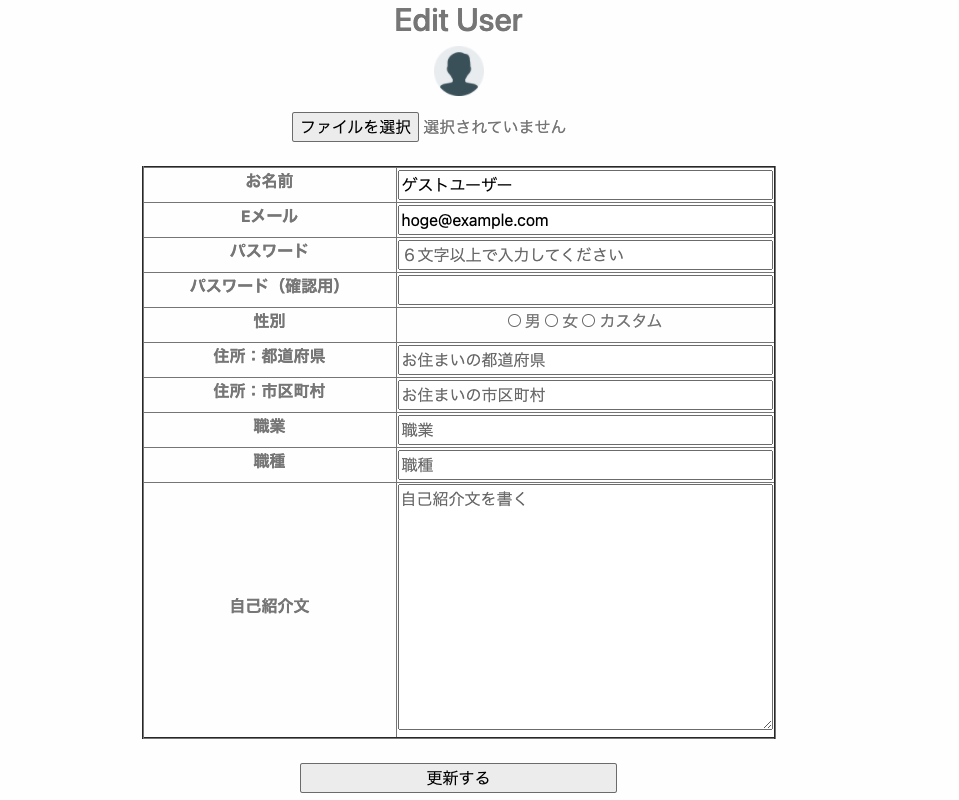 Edit User
ファイルを選択 選択されていません
お名前 ゲストユーザー
Eメール hoge@example.com
パスワード ６文字以上で入力してください
パスワード（確認用）
性別 男 女 カスタム
住所：都道府県 お住まいの都道府県
住所：市区町村 お住まいの市区町村
職業 職業
職種 職種
自己紹介文 自己紹介文を書く
更新する